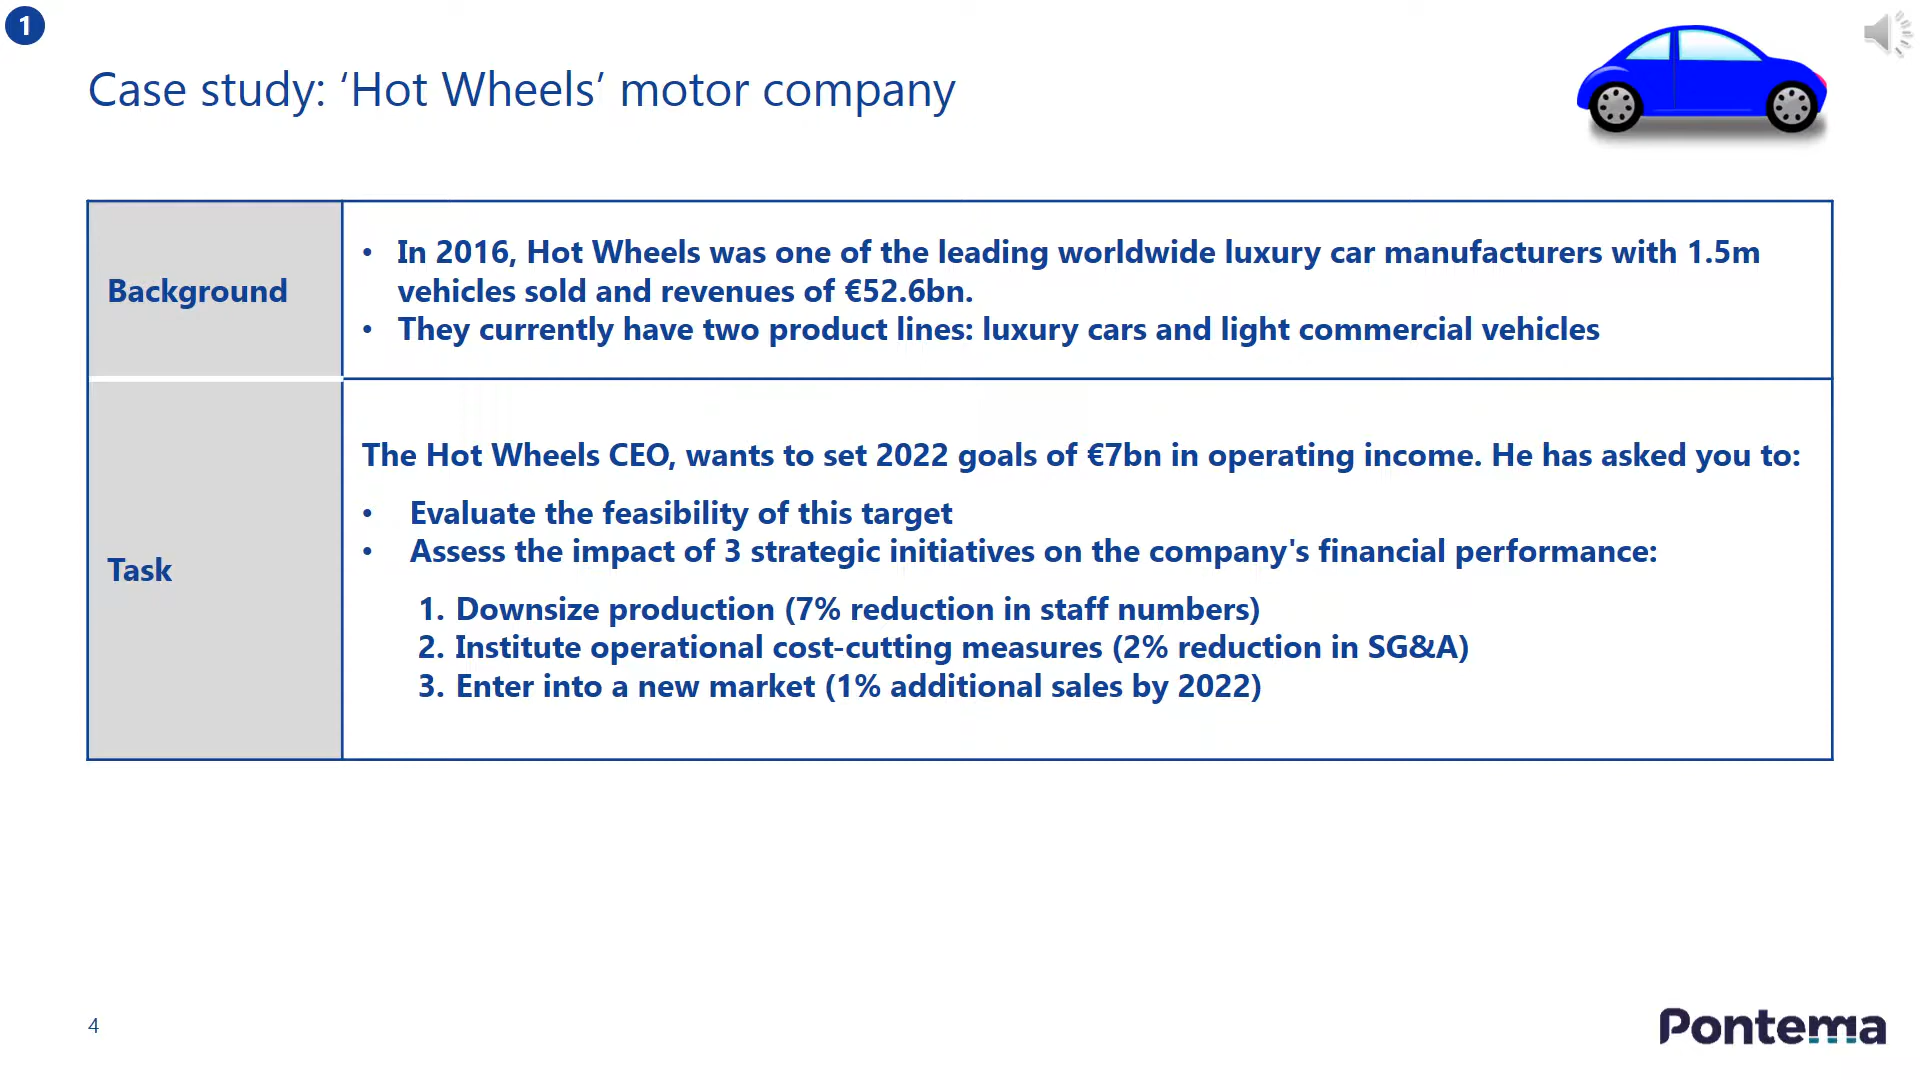 1
Case study: ‘Hot Wheels’ motor company
Background
• In 2016, Hot Wheels was one of the leading worldwide luxury car manufacturers with 1.5m
vehicles sold and revenues of €52.6bn.
• They currently have two product lines: luxury cars and light commercial vehicles
Task
The Hot Wheels CEO, wants to set 2022 goals of €7bn in operating income. He has asked you to:
• Evaluate the feasibility of this target
• Assess the impact of 3 strategic initiatives on the company's financial performance:
1. Downsize production (7% reduction in staff numbers)
2. Institute operational cost-cutting measures (2% reduction in SG&A)
3. Enter into a new market (1% additional sales by 2022)
4
Pontema